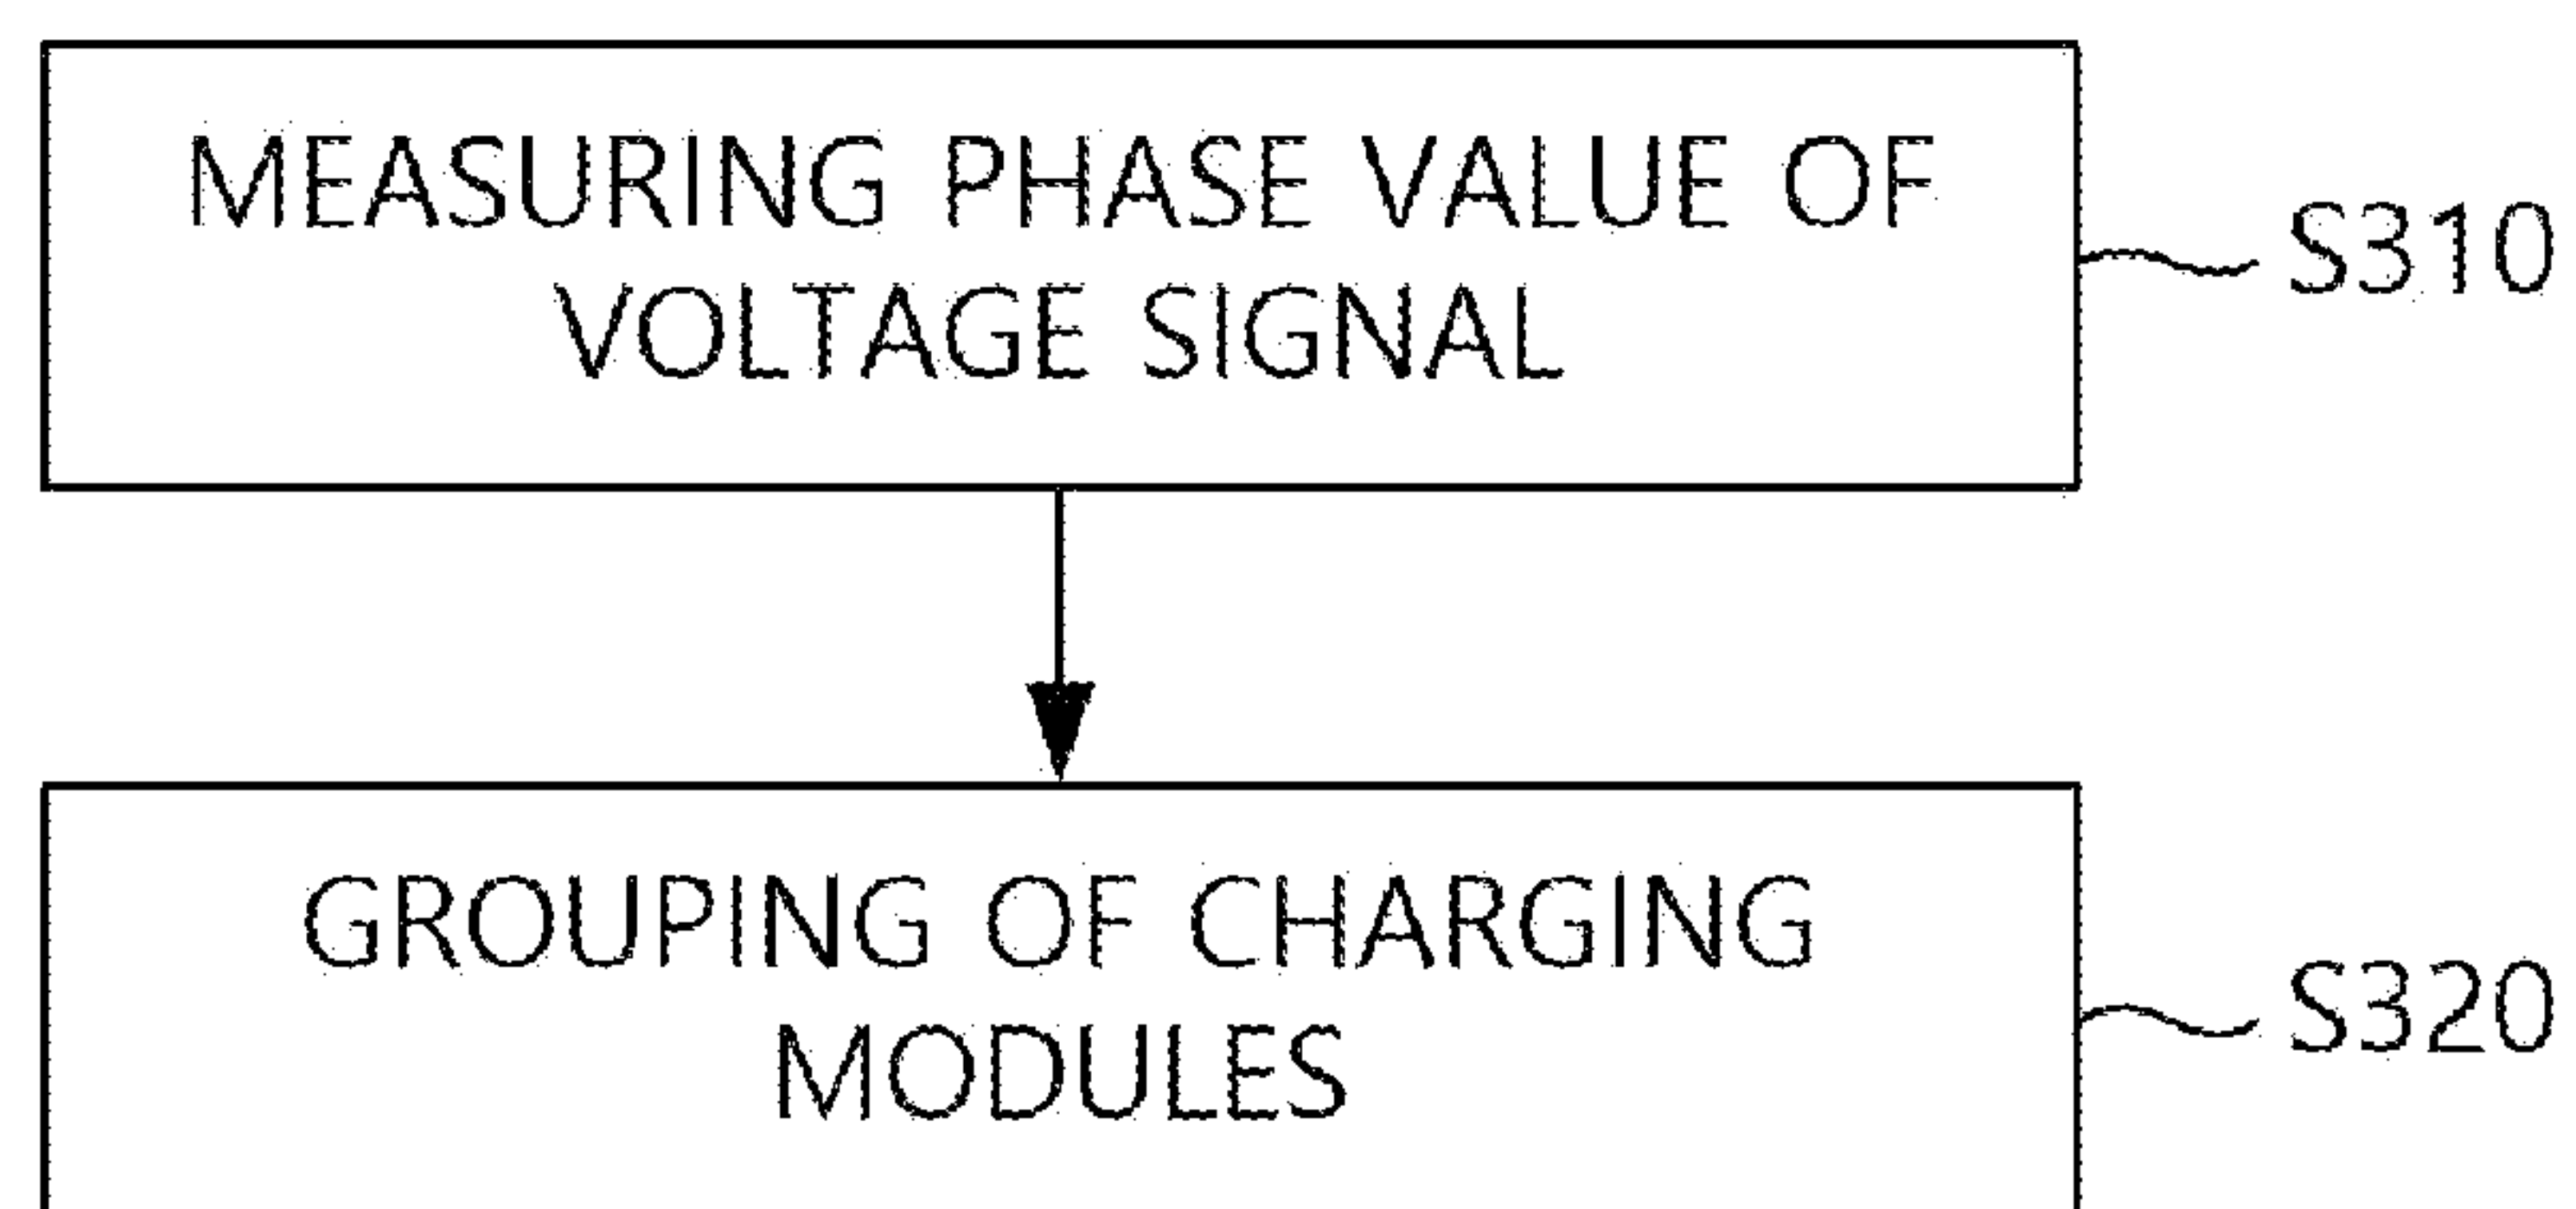 MEASURING PHASE VALUE OF
VOLTAGE SIGNAL
S310
GROUPING OF CHARGING
MODULES
S320